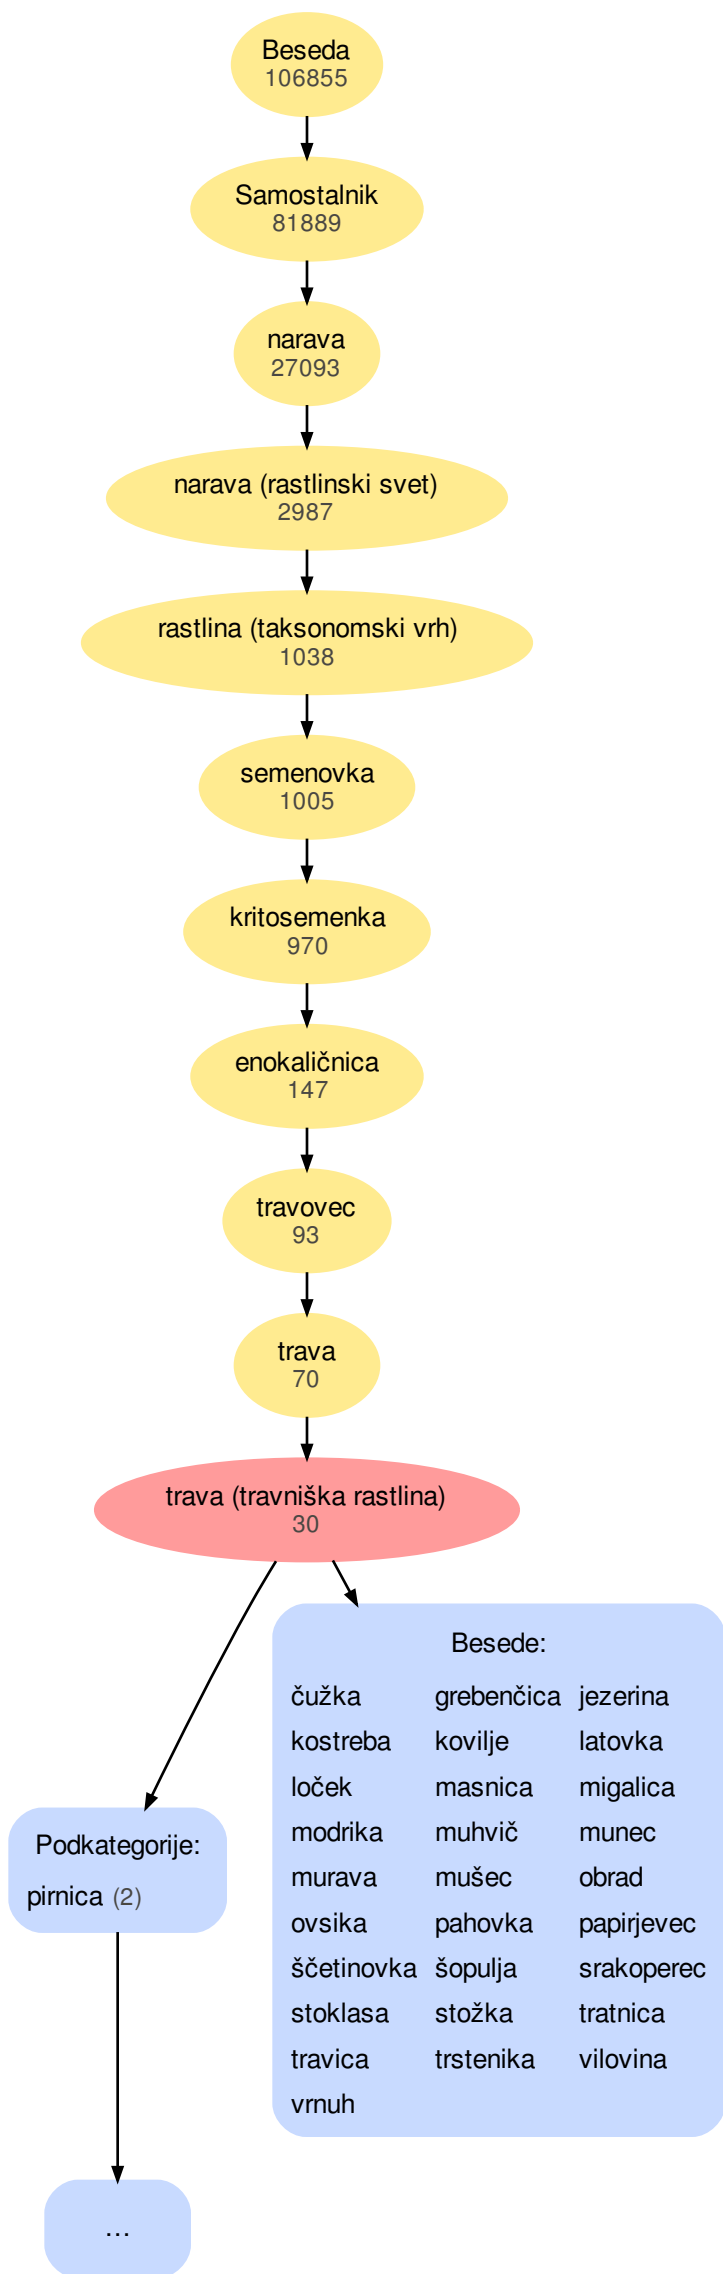 Beseda
106855
Samostalnik
81889
narava
27093
narava (rastlinski svet)
2987
rastlina (taksonomski vrh)
1038
semenovka
1005
kritosemenka
970
enokaličnica
147
travovec
93
trava
70
trava (travniška rastlina)
30
Besede:
čužka grebenčica jezerina
kostreba kovilje latovka
loček masnica migalica
modrika muhvič munec
murava mušec obrad
ovsika pahovka papirjevec
ščetinovka šopulja srakoperec
stoklasa stožka tratnica
travica trstenika vilovina
vrnuh
Podkategorije:
pirnica (2)
...